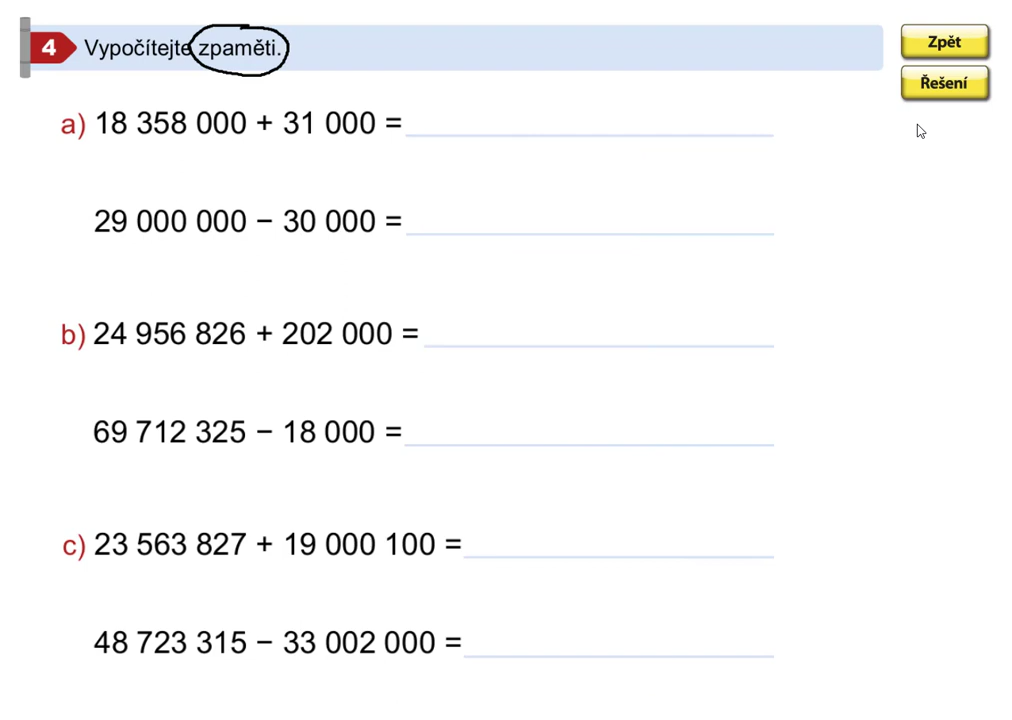 4 Vypočítejte zpaměti.
Zpět
Řešení
a) 18 358 000 + 31 000 =
29 000 000 − 30 000 =
b) 24 956 826 + 202 000 =
69 712 325 − 18 000 =
c) 23 563 827 + 19 000 100 =
48 723 315 − 33 002 000 =